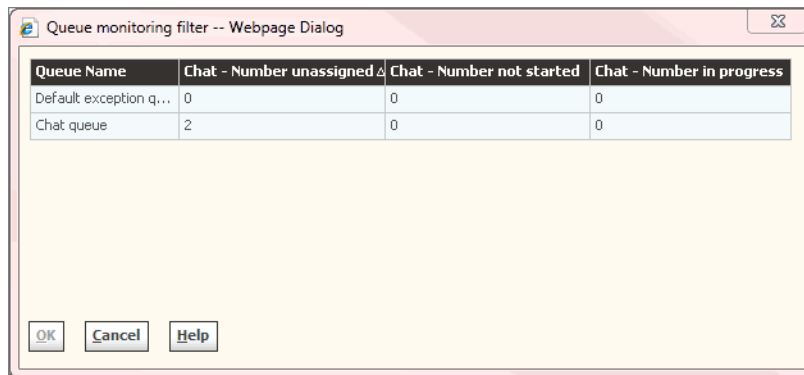 Queue monitoring filter -- Webpage Dialog
Queue Name Chat - Number unassigned Chat - Number not started Chat - Number in progress
Default exception q... 0 0 0
Chat queue 2 0 0
OK Cancel Help